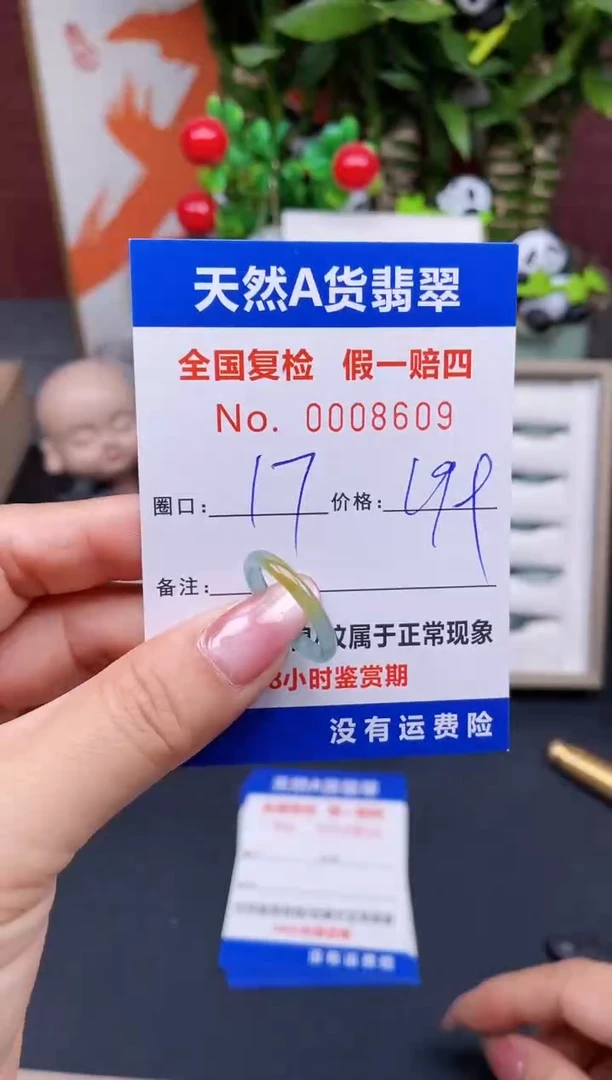 天然A货翡翠
全国复检 假一赔四
No. 0008609
圈口: 17 价格: 199
备注:
纹属于正常现象
8小时鉴赏期
没有运费险